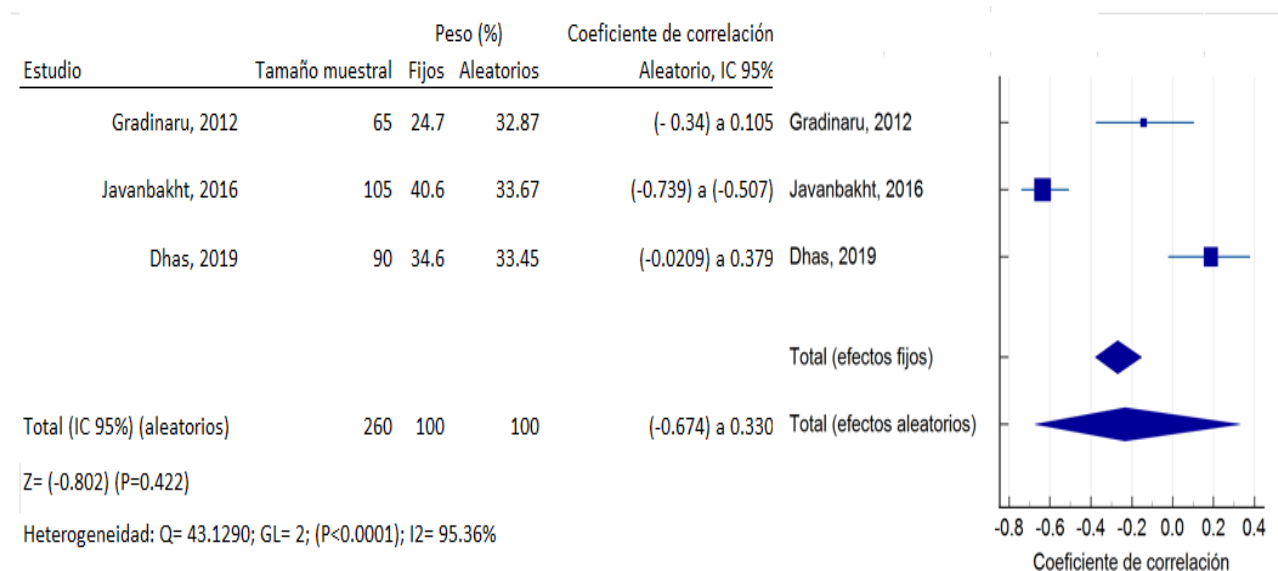 Peso (%) Coeficiente de correlación
Estudio Tamaño muestral Fijos Aleatorios Aleatorio, IC 95%
Gradinaru, 2012 65 24.7 32.87 (- 0.34) a 0.105 Gradinaru, 2012
Javanbakht, 2016 105 40.6 33.67 (-0.739) a (-0.507) Javanbakht, 2016
Dhas, 2019 90 34.6 33.45 (-0.0209) a 0.379 Dhas, 2019
Total (efectos fijos)
Total (IC 95%) (aleatorios) 260 100 100 (-0.674) a 0.330 Total (efectos aleatorios)
Z= (-0.802) (P=0.422)
Heterogeneidad: Q= 43.1290; GL= 2; (P<0.0001); I2= 95.36%
-0.8 -0.6 -0.4 -0.2 0.0 0.2 0.4
Coeficiente de correlación